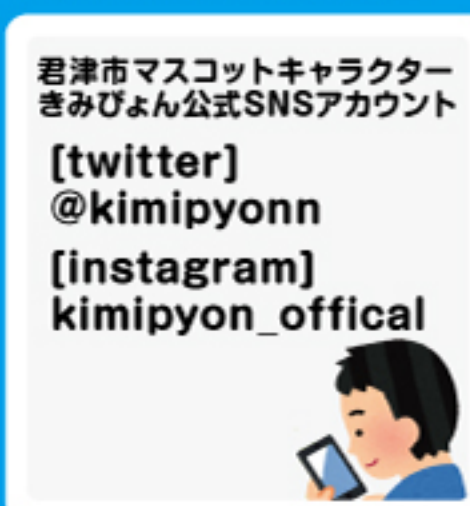 君津市マスコットキャラクター
きみぴょん公式SNSアカウント
[twitter]
@kimipyonn
[instagram]
kimipyon_offical